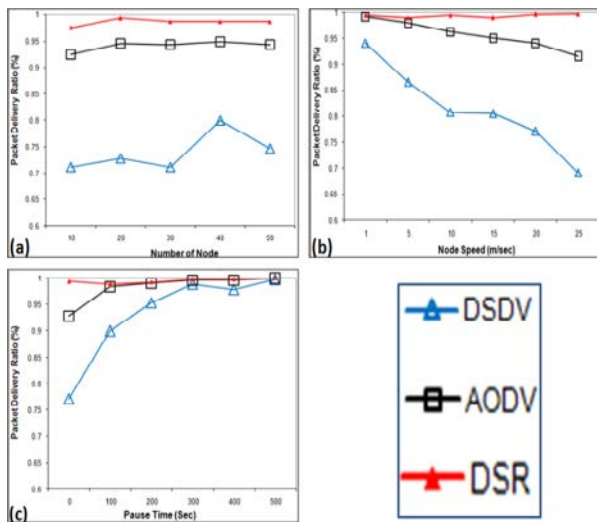 Packet Delivery Ratio (%)
1
0.95
0.9
0.85
0.8
0.75
0.7
0.65
0.6
10 20 30 40 50
Number of Node
(a)
Packet Delivery Ratio (%)
1
0.95
0.9
0.85
0.8
0.75
0.7
0.65
0.6
1 5 10 15 20 25
Node Speed (m/sec)
(b)
Packet Delivery Ratio (%)
1
0.95
0.9
0.85
0.8
0.75
0.7
0.65
0.6
0 100 200 300 400 500
Pause Time (Sec)
(c)
DSDV
AODV
DSR